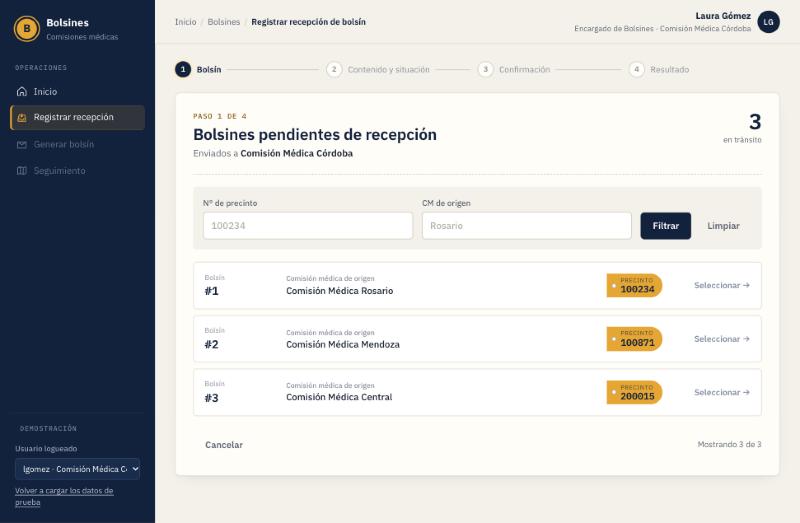 B
Bolsines
Comisiones médicas
OPERACIONES
Inicio
Registrar recepción
Generar bolsín
Seguimiento
DEMOSTRACIÓN
Usuario logueado
lgomez · Comisión Médica C
Volver a cargar los datos de
prueba
Inicio / Bolsines / Registrar recepción de bolsín
Laura Gómez
Encargado de Bolsines · Comisión Médica Córdoba
LG
1 Bolsín
2 Contenido y situación
3 Confirmación
4 Resultado
PASO 1 DE 4
Bolsines pendientes de recepción
Enviados a Comisión Médica Córdoba
3
en tránsito
Nº de precinto
100234
CM de origen
Rosario
Filtrar
Limpiar
Bolsín
#1
Comisión médica de origen
Comisión Médica Rosario
PRECINTO
100234
Seleccionar →
Bolsín
#2
Comisión médica de origen
Comisión Médica Mendoza
PRECINTO
100871
Seleccionar →
Bolsín
#3
Comisión médica de origen
Comisión Médica Central
PRECINTO
200015
Seleccionar →
Cancelar
Mostrando 3 de 3